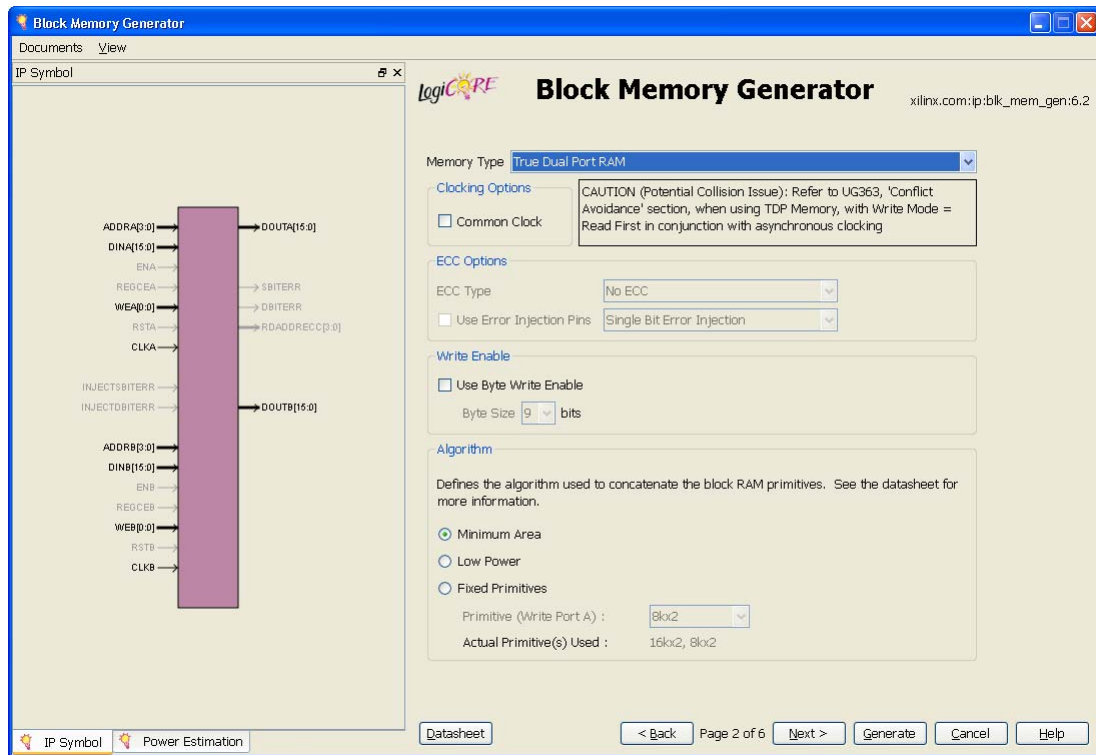 Block Memory Generator
Documents View
IP Symbol
ADDRA[3:0]
DINA[15:0]
ENA
REGCEA
WEA[0:0]
RSTA
CLKA
INJECTSBITERR
INJECTDBITERR
ADDRB[3:0]
DINB[15:0]
ENB
REGCEB
WEB[0:0]
RSTB
CLKB
DOUTA[15:0]
SBITERR
DBITERR
RDADDRECC[3:0]
DOUTB[15:0]
IP Symbol Power Estimation
LogiCORE
Block Memory Generator
xilinx.com:ip:blk_mem_gen:6.2
Memory Type True Dual Port RAM
Clocking Options
Common Clock
CAUTION (Potential Collision Issue): Refer to UG363, 'Conflict
Avoidance' section, when using TDP Memory, with Write Mode =
Read First in conjunction with asynchronous clocking
ECC Options
ECC Type No ECC
Use Error Injection Pins Single Bit Error Injection
Write Enable
Use Byte Write Enable
Byte Size 9 bits
Algorithm
Defines the algorithm used to concatenate the block RAM primitives. See the datasheet for
more information.
Minimum Area
Low Power
Fixed Primitives
Primitive (Write Port A) : 8kx2
Actual Primitive(s) Used : 16kx2, 8kx2
Datasheet < Back Page 2 of 6 Next > Generate Cancel Help